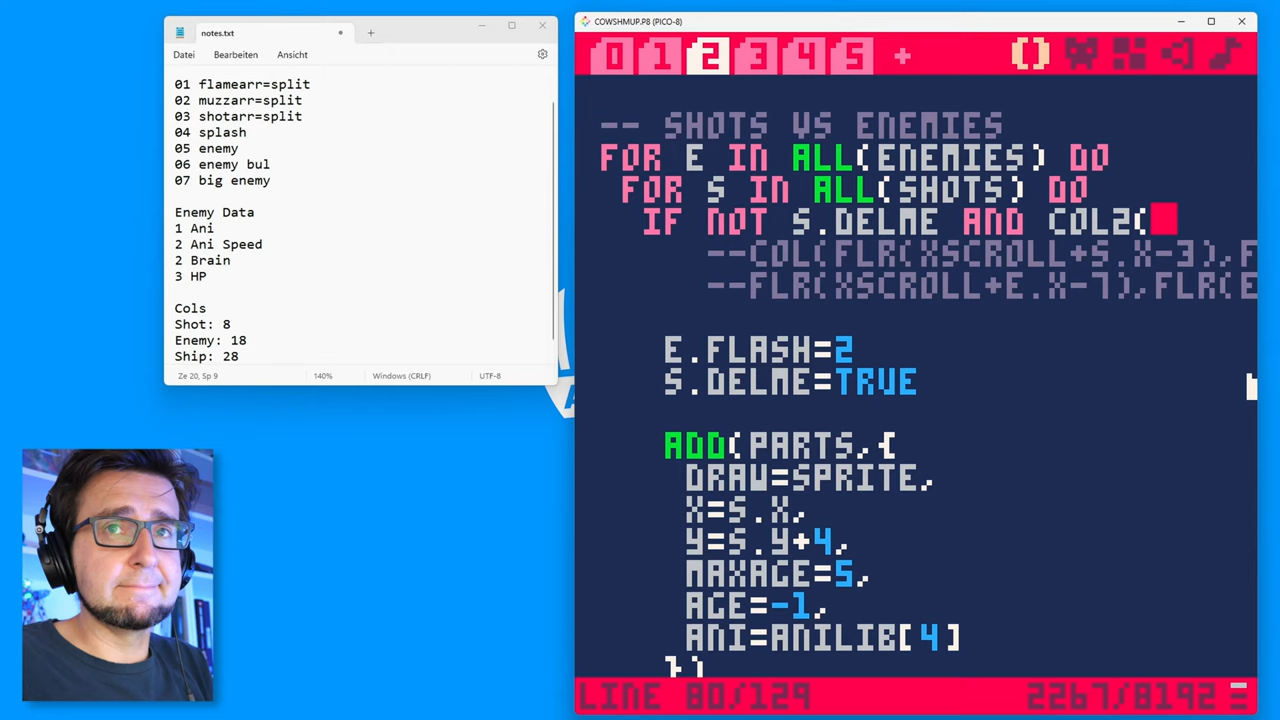 notes.txt
Datei Bearbeiten Ansicht
01 flamearr=split
02 muzzarr=split
03 shotarr=split
04 splash
05 enemy
06 enemy bul
07 big enemy
Enemy Data
1 Ani
2 Ani Speed
2 Brain
3 HP
Cols
Shot: 8
Enemy: 18
Ship: 28
Ze 20, Sp 9 140% Windows (CRLF) UTF-8
COWSHMUP.P8 (PICO-8)
0 1 2 3 4 5 + ()
-- SHOTS VS ENEMIES
FOR E IN ALL(ENEMIES) DO
FOR S IN ALL(SHOTS) DO
IF NOT S.DELME AND COL2(
--COL(FLR(XSCROLL+S.X-3),F
--FLR(XSCROLL+E.X-7),FLR(E
E.FLASH=2
S.DELME=TRUE
ADD(PARTS,{
DRAW=SPRITE,
X=S.X,
Y=S.Y+4,
MAXAGE=5,
AGE=-1,
ANI=ANILIB[4]
})
LINE 80/129 2267/8192